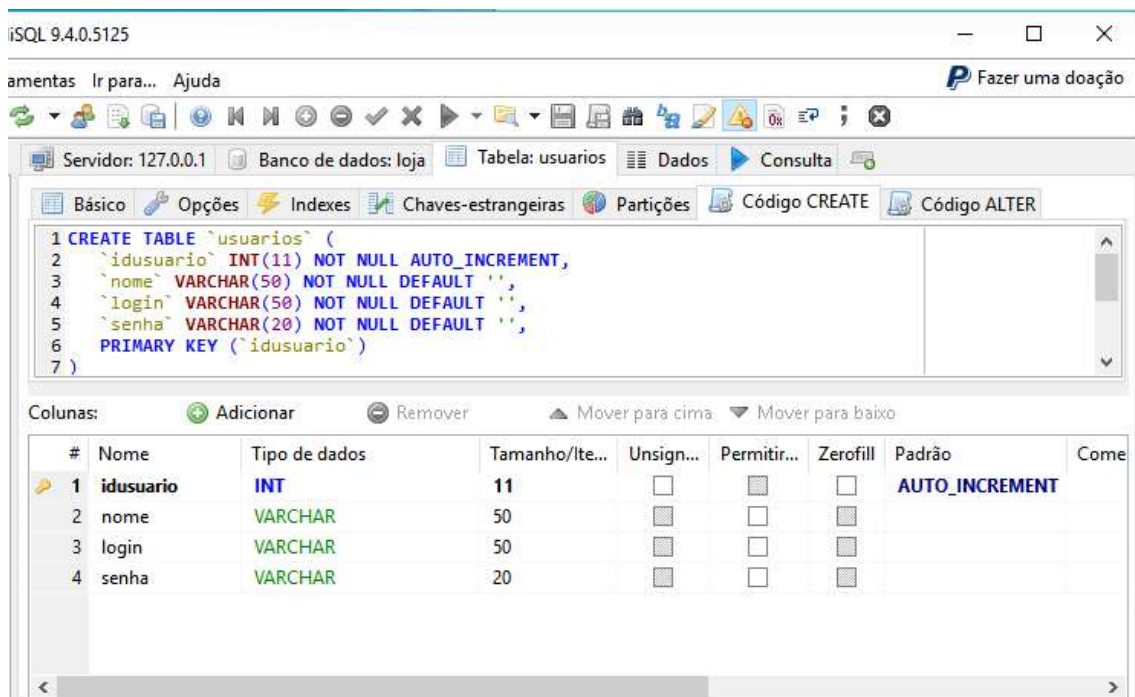 iSQL 9.4.0.5125
amentas Ir para... Ajuda Fazer uma doação
Servidor: 127.0.0.1 Banco de dados: loja Tabela: usuarios Dados Consulta
Básico Opções Indexes Chaves-estrangeiras Partições Código CREATE Código ALTER
1 CREATE TABLE `usuarios` (
2 `idusuario` INT(11) NOT NULL AUTO_INCREMENT,
3 `nome` VARCHAR(50) NOT NULL DEFAULT '',
4 `login` VARCHAR(50) NOT NULL DEFAULT '',
5 `senha` VARCHAR(20) NOT NULL DEFAULT '',
6 PRIMARY KEY (`idusuario`)
7 )
Colunas: Adicionar Remover Mover para cima Mover para baixo
# Nome Tipo de dados Tamanho/Ite... Unsign... Permitir... Zerofill Padrão Come
1 idusuario INT 11 AUTO_INCREMENT
2 nome VARCHAR 50
3 login VARCHAR 50
4 senha VARCHAR 20